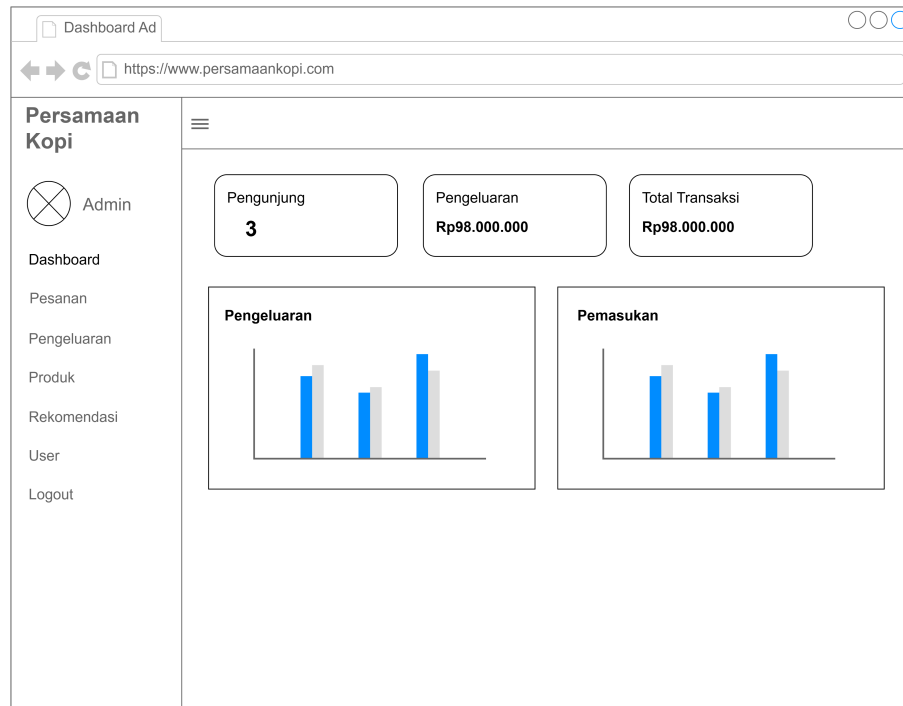 Dashboard Ad
https://www.persamaankopi.com
Persamaan
Kopi
Admin
Dashboard
Pesanan
Pengeluaran
Produk
Rekomendasi
User
Logout
Pengunjung
3
Pengeluaran
Rp98.000.000
Total Transaksi
Rp98.000.000
Pengeluaran
Pemasukan